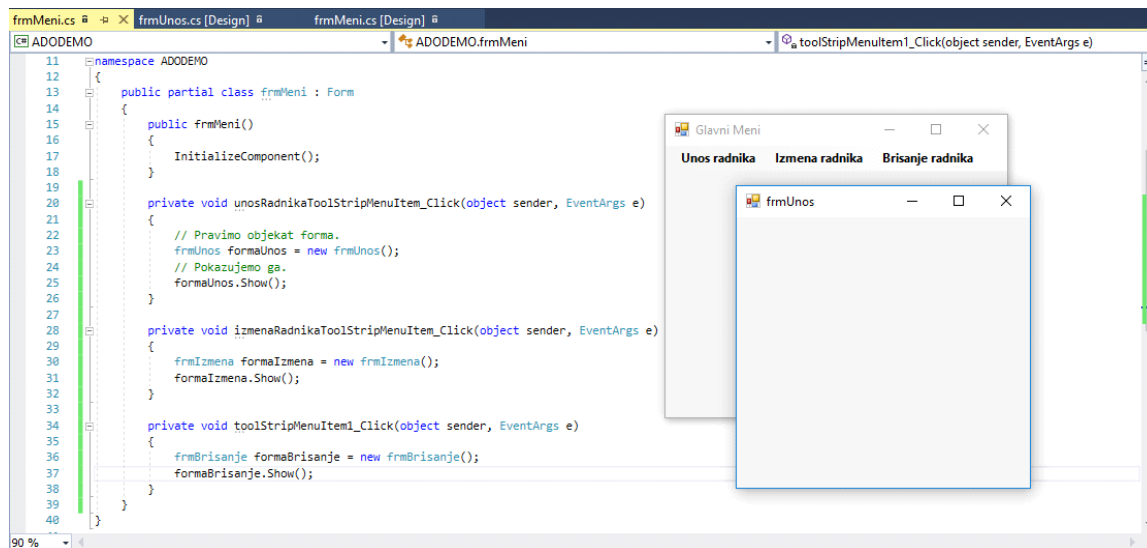 frmMeni.cs frmUnos.cs [Design] frmMeni.cs [Design]
ADODEMO ADODEMO.frmMeni toolStripMenuItem1_Click(object sender, EventArgs e)
11 namespace ADODEMO
12 {
13 public partial class frmMeni : Form
14 {
15 public frmMeni()
16 {
17 InitializeComponent();
18 }
19
20 private void unosRadnikaToolStripMenuItem_Click(object sender, EventArgs e)
21 {
22 // Pravimo objekat forma.
23 frmUnos formaUnos = new frmUnos();
24 // Pokazujemo ga.
25 formaUnos.Show();
26 }
27
28 private void izmenaRadnikaToolStripMenuItem_Click(object sender, EventArgs e)
29 {
30 frmIzmena formaIzmena = new frmIzmena();
31 formaIzmena.Show();
32 }
33
34 private void toolStripMenuItem1_Click(object sender, EventArgs e)
35 {
36 frmBrisanje formaBrisanje = new frmBrisanje();
37 formaBrisanje.Show();
38 }
39 }
40 }
90 %
Glavni Meni
Unos radnika Izmena radnika Brisanje radnika
frmUnos